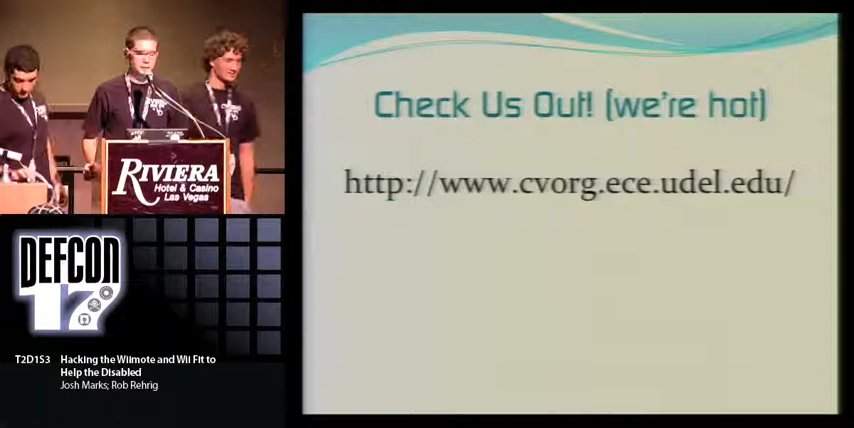 Check Us Out! (we're hot)
http://www.cvorg.ece.udel.edu/
RIVIERA
Hotel & Casino
Las Vegas
DEFCON
17
T2D1S3 Hacking the Wiimote and Wii Fit to
Help the Disabled
Josh Marks; Rob Rehrig